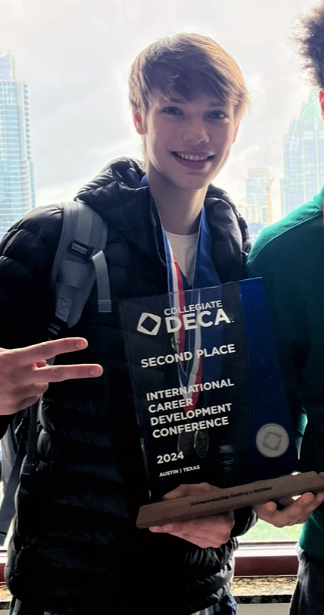 COLLEGIATE
DECA
SECOND PLACE
INTERNATIONAL
CAREER
DEVELOPMENT
CONFERENCE
2024
AUSTIN | TEXAS